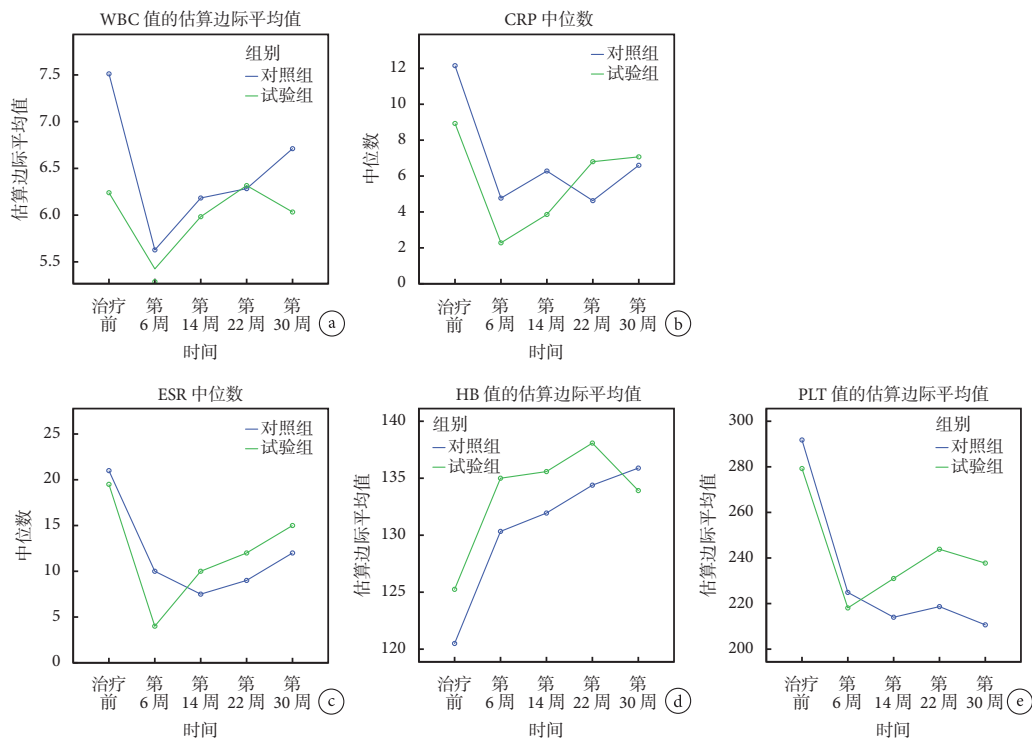 WBC 值的估算边际平均值
组别
对照组
试验组
估算边际平均值
7.5
7.0
6.5
6.0
5.5
治疗前
第 6 周
第 14 周
第 22 周
第 30 周
时间
a
CRP 中位数
对照组
试验组
中位数
12
10
8
6
4
2
0
治疗前
第 6 周
第 14 周
第 22 周
第 30 周
时间
b
ESR 中位数
对照组
试验组
中位数
25
20
15
10
5
0
治疗前
第 6 周
第 14 周
第 22 周
第 30 周
时间
c
HB 值的估算边际平均值
组别
对照组
试验组
估算边际平均值
140
135
130
125
120
治疗前
第 6 周
第 14 周
第 22 周
第 30 周
时间
d
PLT 值的估算边际平均值
组别
对照组
试验组
估算边际平均值
300
280
260
240
220
200
治疗前
第 6 周
第 14 周
第 22 周
第 30 周
时间
e